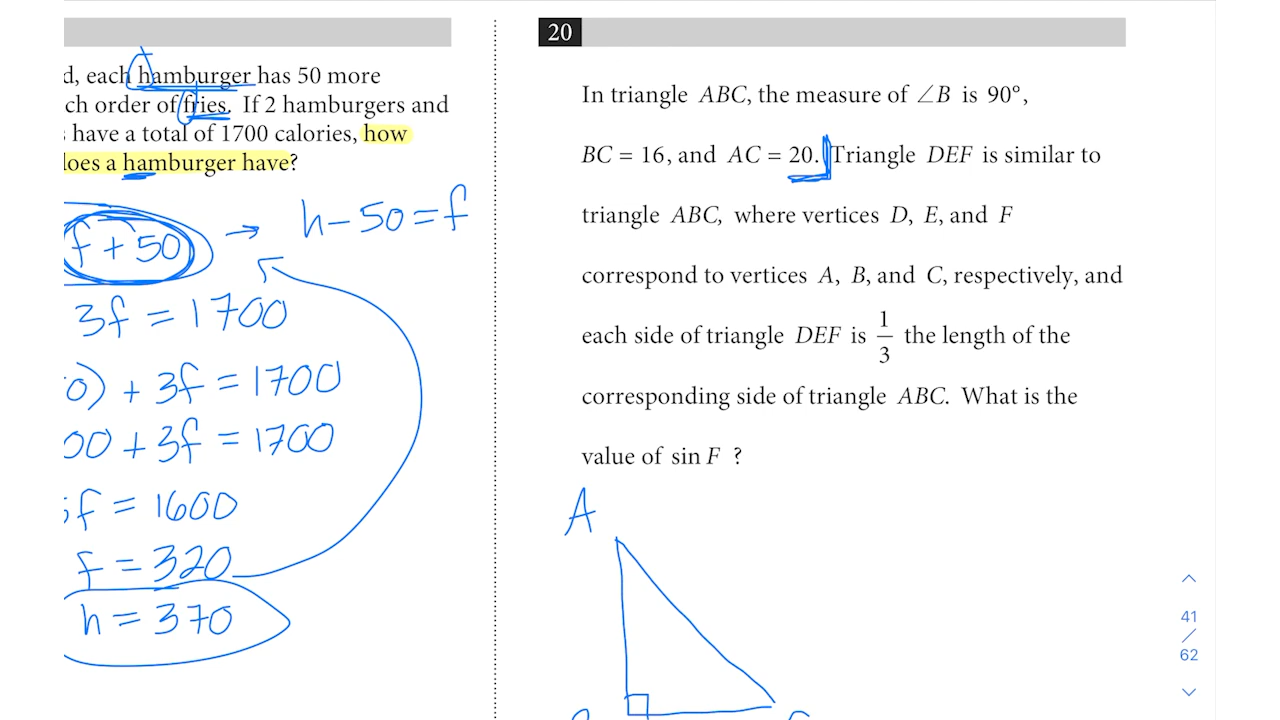 d, each hamburger has 50 more
ch order of fries. If 2 hamburgers and
s have a total of 1700 calories, how
does a hamburger have?
f + 50 → h - 50 = f
3f = 1700
0) + 3f = 1700
00 + 3f = 1700
5f = 1600
f = 320
h = 370
20
In triangle ABC, the measure of ∠B is 90°,
BC = 16, and AC = 20. Triangle DEF is similar to
triangle ABC, where vertices D, E, and F
correspond to vertices A, B, and C, respectively, and
each side of triangle DEF is 1/3 the length of the
corresponding side of triangle ABC. What is the
value of sin F ?
A
41
/
62